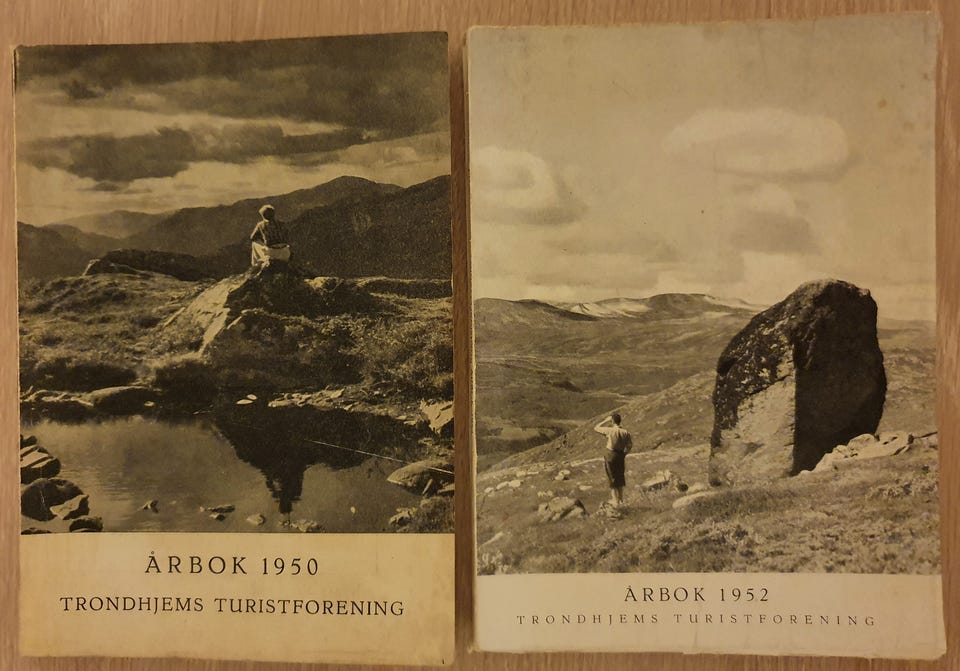 ÅRBOK 1950
TRONDHJEMS TURISTFORENING
ÅRBOK 1952
TRONDHJEMS TURISTFORENING